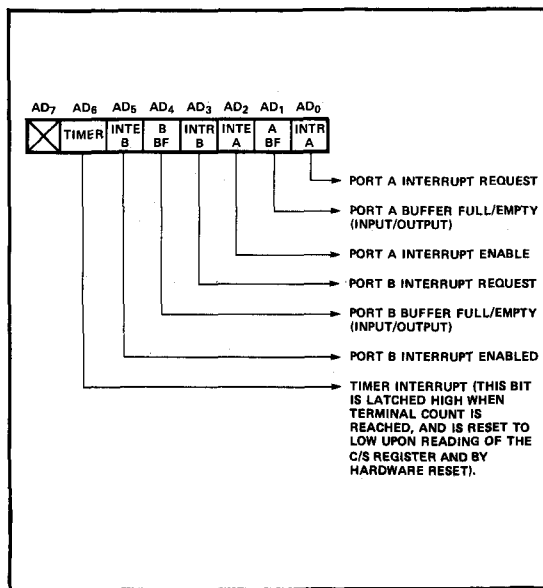 AD7 AD6 AD5 AD4 AD3 AD2 AD1 AD0
TIMER INTE B B BF INTR B INTE A A BF INTR A
PORT A INTERRUPT REQUEST
PORT A BUFFER FULL/EMPTY
(INPUT/OUTPUT)
PORT A INTERRUPT ENABLE
PORT B INTERRUPT REQUEST
PORT B BUFFER FULL/EMPTY
(INPUT/OUTPUT)
PORT B INTERRUPT ENABLED
TIMER INTERRUPT (THIS BIT
IS LATCHED HIGH WHEN
TERMINAL COUNT IS
REACHED, AND IS RESET TO
LOW UPON READING OF THE
C/S REGISTER AND BY
HARDWARE RESET).